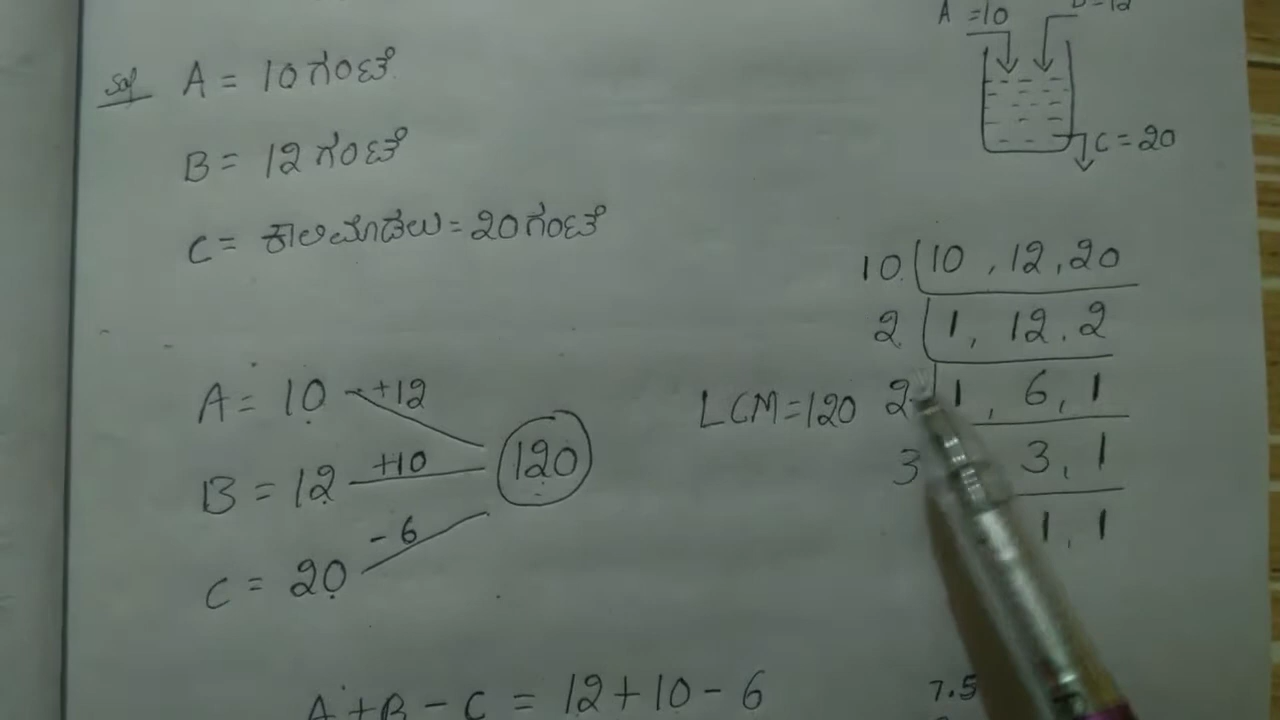 A =10
Sol A = 10 ಗಂಟೆ
B = 12 ಗಂಟೆ
C = 20
C = ಕಾಲಿಮಾಡಲು = 20 ಗಂಟೆ
10 10 , 12 , 20
2 1 , 12 , 2
A = 10 +12
LCM = 120
2 1 , 6 , 1
B = 12 +10 120
3 3 , 1
C = 20 - 6
1 , 1
A + B - C = 12 + 10 - 6
7.5